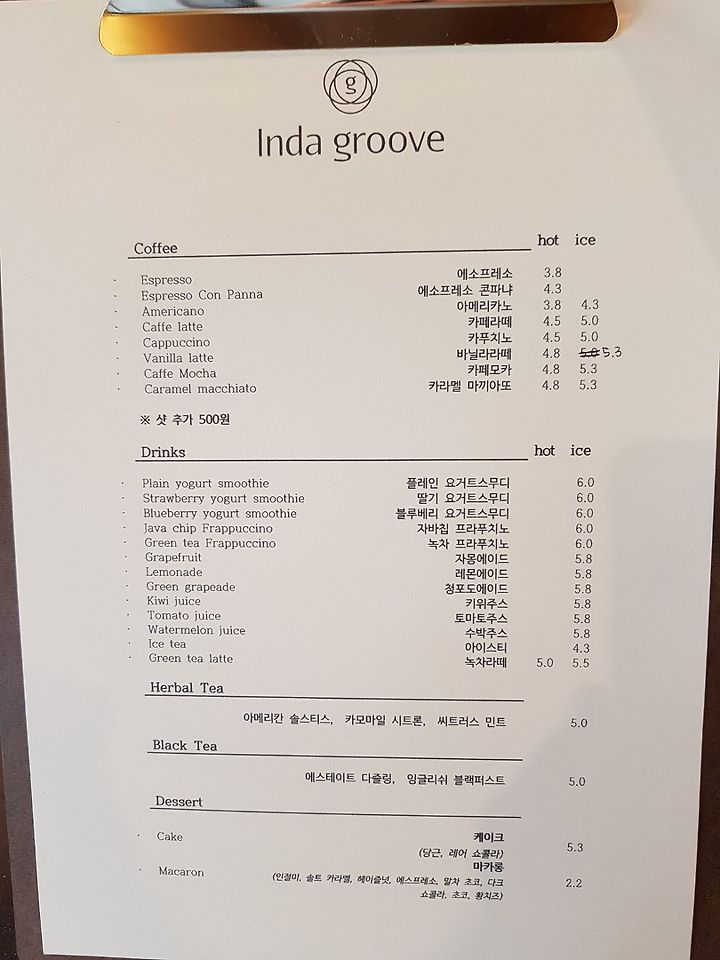 g
Inda groove
Coffee hot ice
· Espresso 에소프레소 3.8
· Espresso Con Panna 에소프레소 콘파냐 4.3
· Americano 아메리카노 3.8 4.3
· Caffe latte 카페라떼 4.5 5.0
· Cappuccino 카푸치노 4.5 5.0
· Vanilla latte 바닐라라떼 4.8 5.0 5.3
· Caffe Mocha 카페모카 4.8 5.3
· Caramel macchiato 카라멜 마끼아또 4.8 5.3
※ 샷 추가 500원
Drinks hot ice
· Plain yogurt smoothie 플레인 요거트스무디 6.0
· Strawberry yogurt smoothie 딸기 요거트스무디 6.0
· Blueberry yogurt smoothie 블루베리 요거트스무디 6.0
· Java chip Frappuccino 자바칩 프라푸치노 6.0
· Green tea Frappuccino 녹차 프라푸치노 6.0
· Grapefruit 자몽에이드 5.8
· Lemonade 레몬에이드 5.8
· Green grapeade 청포도에이드 5.8
· Kiwi juice 키위주스 5.8
· Tomato juice 토마토주스 5.8
· Watermelon juice 수박주스 5.8
· Ice tea 아이스티 4.3
· Green tea latte 녹차라떼 5.0 5.5
Herbal Tea
아메리칸 솔스티스, 카모마일 시트론, 씨트러스 민트 5.0
Black Tea
에스테이트 다즐링, 잉글리쉬 블랙퍼스트 5.0
Dessert
· Cake 케이크 5.3
(당근, 레어 쇼콜라)
· Macaron 마카롱 2.2
(인절미, 솔트 카라멜, 헤이즐넛, 에스프레소, 말차 초코, 다크
쇼콜라, 초코, 황치즈)